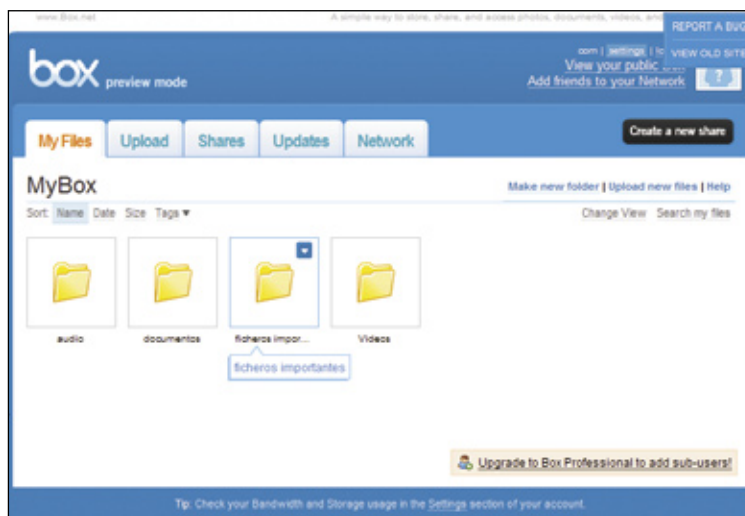 www.Box.net
A simple way to store, share, and access photos, documents, videos, and
REPORT A BUG
VIEW OLD SITE
box preview mode
com | settings |
View your public
Add friends to your Network
?
My Files Upload Shares Updates Network
Create a new share
MyBox
Make new folder | Upload new files | Help
Sort: Name Date Size Tags ▼
Change View Search my files
audio documentos ficheros impor... Videos
ficheros importantes
Upgrade to Box Professional to add sub-users!
Tip: Check your Bandwidth and Storage usage in the Settings section of your account.